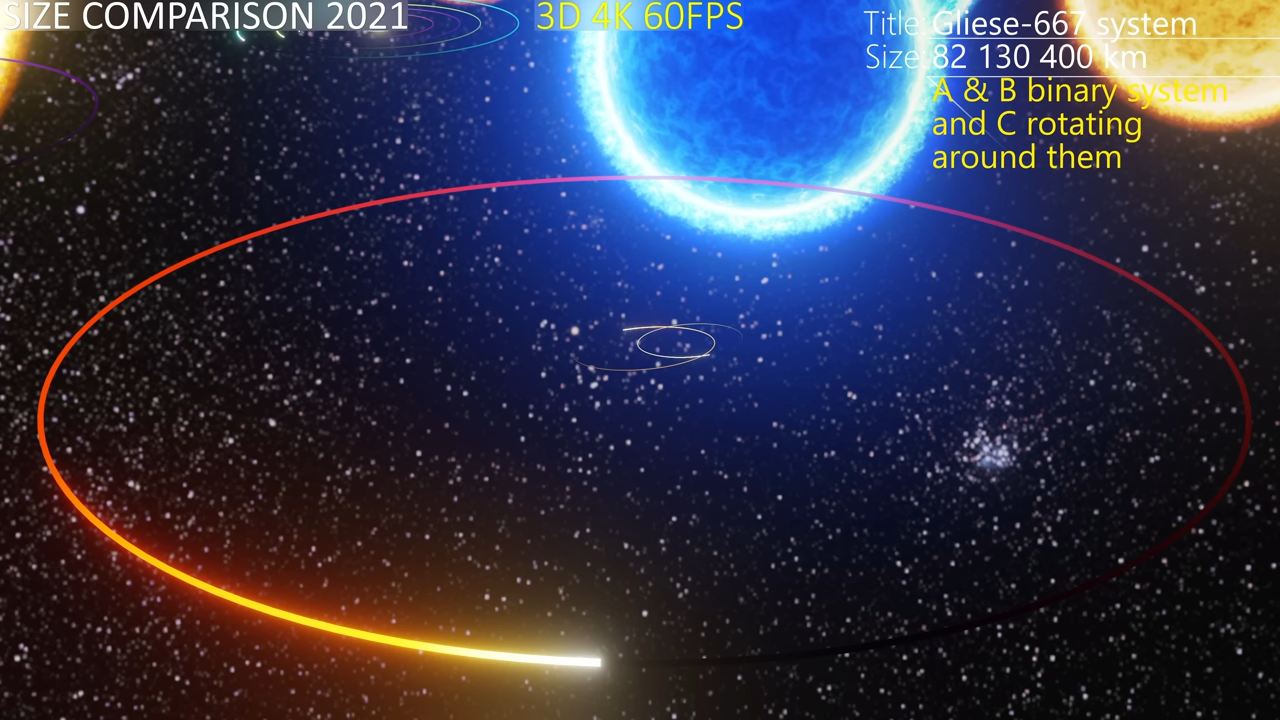 SIZE COMPARISON 2021
3D 4K 60FPS
Title: Gliese-667 system
Size: 82 130 400 km
A & B binary system
and C rotating
around them